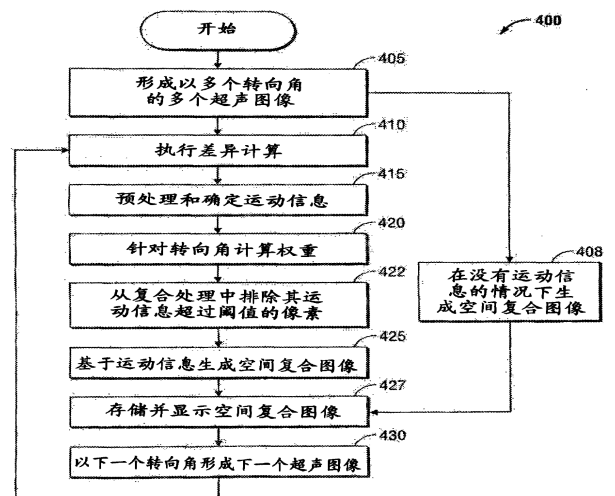 开始
400
405
形成以多个转向角
的多个超声图像
410
执行差异计算
415
预处理和确定运动信息
420
针对转向角计算权重
422
从复合处理中排除其运
动信息超过阈值的像素
408
在没有运动信
息的情况下生
成空间复合图像
425
基于运动信息生成空间复合图像
427
存储并显示空间复合图像
430
以下一个转向角形成下一个超声图像